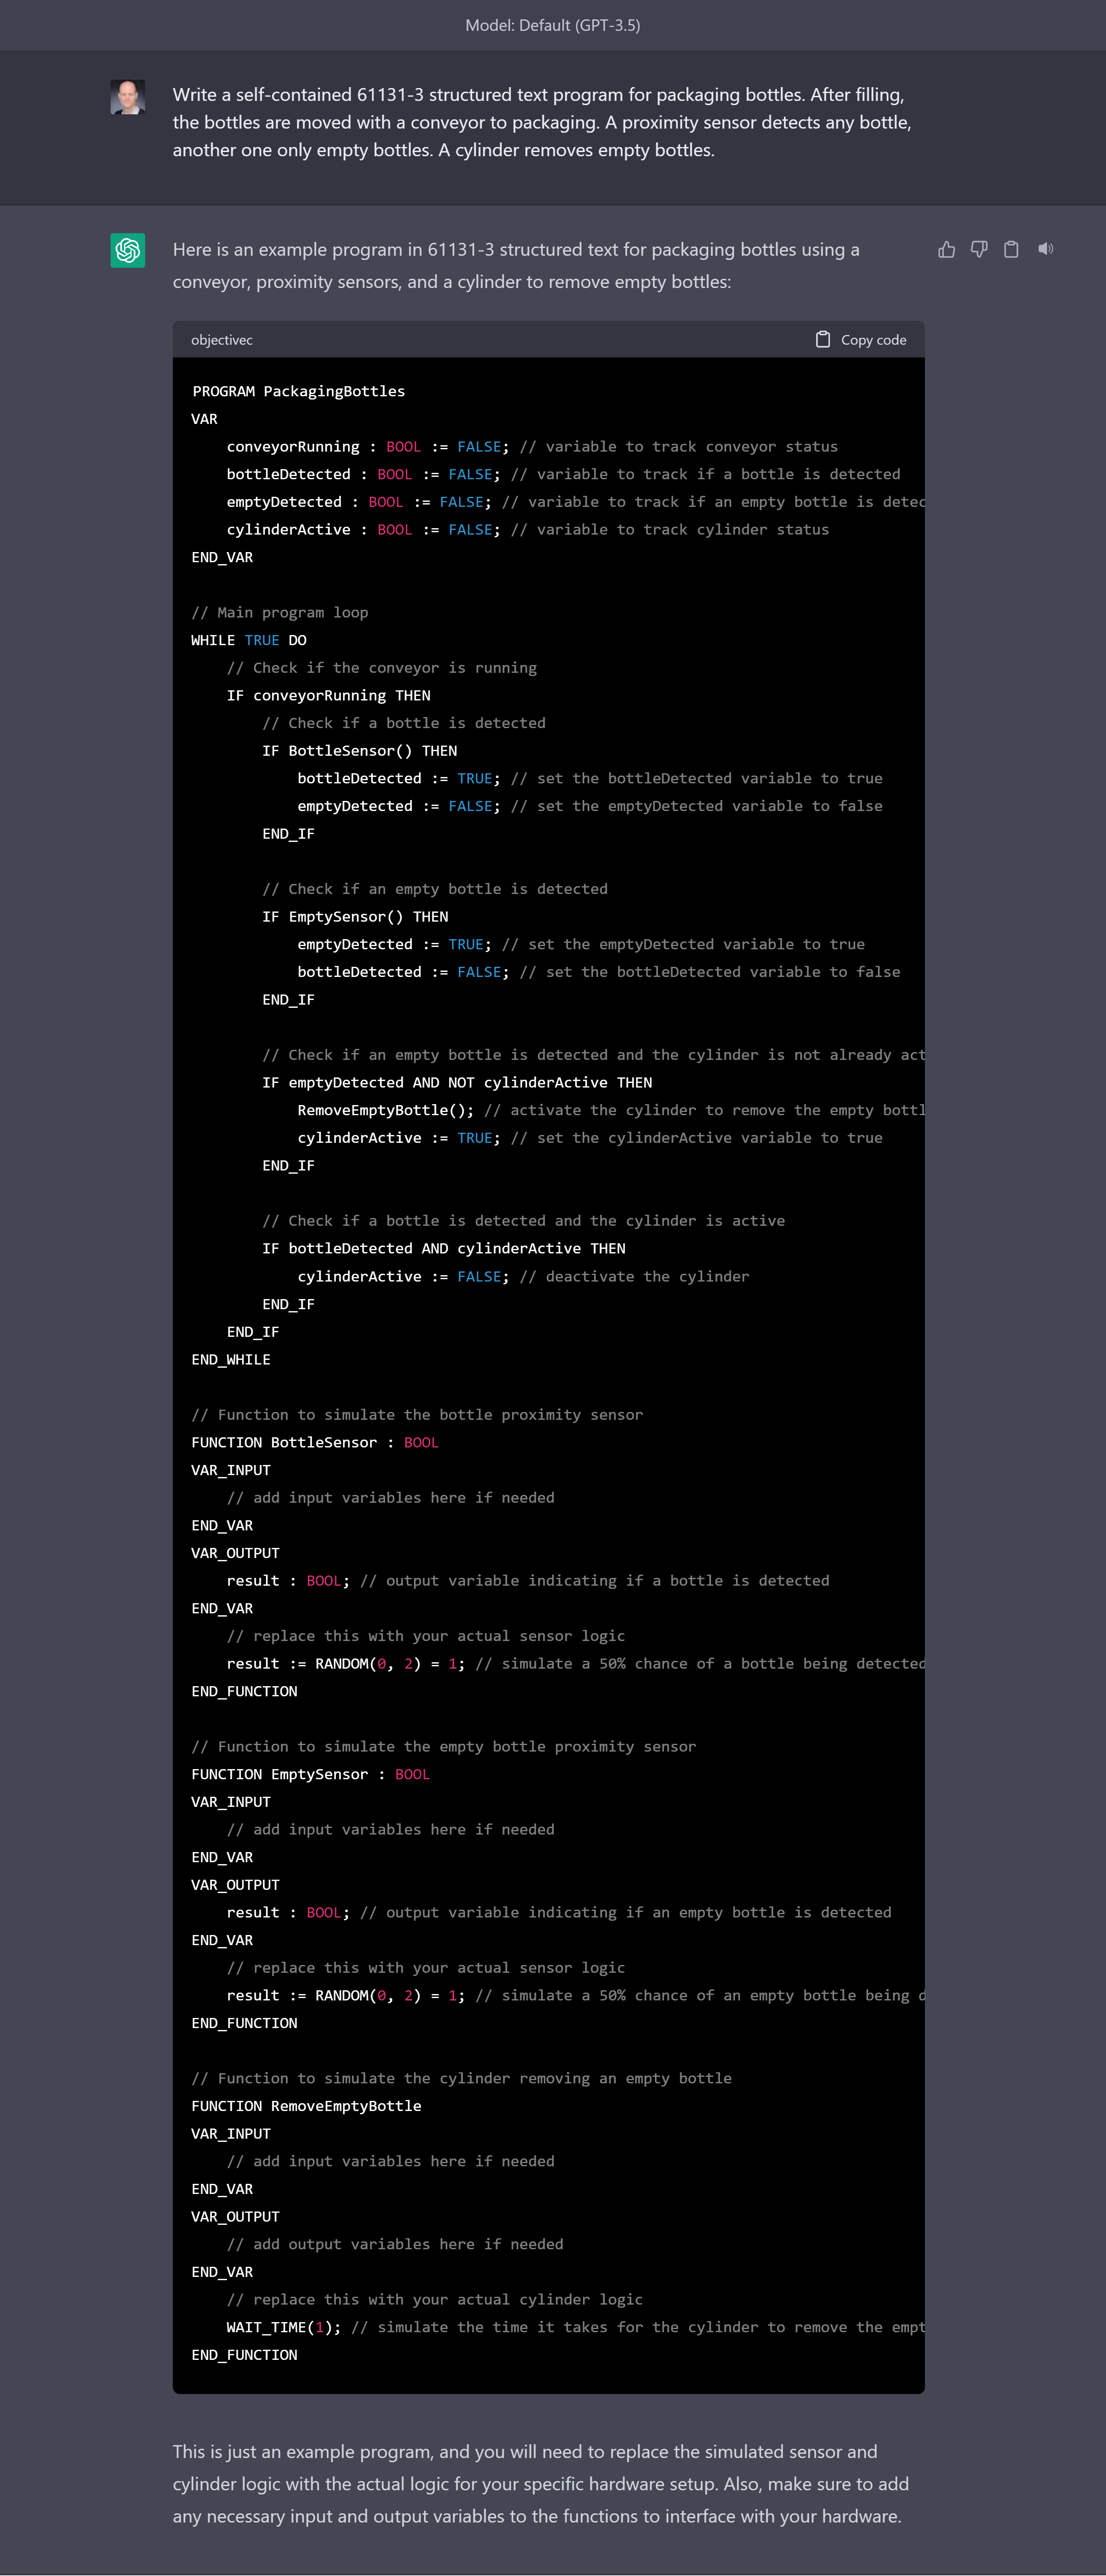 Model: Default (GPT-3.5)
Write a self-contained 61131-3 structured text program for packaging bottles. After filling,
the bottles are moved with a conveyor to packaging. A proximity sensor detects any bottle,
another one only empty bottles. A cylinder removes empty bottles.
Here is an example program in 61131-3 structured text for packaging bottles using a
conveyor, proximity sensors, and a cylinder to remove empty bottles:
objectivec Copy code
PROGRAM PackagingBottles
VAR
    conveyorRunning : BOOL := FALSE; // variable to track conveyor status
    bottleDetected : BOOL := FALSE; // variable to track if a bottle is detected
    emptyDetected : BOOL := FALSE; // variable to track if an empty bottle is detec
    cylinderActive : BOOL := FALSE; // variable to track cylinder status
END_VAR
// Main program loop
WHILE TRUE DO
    // Check if the conveyor is running
    IF conveyorRunning THEN
        // Check if a bottle is detected
        IF BottleSensor() THEN
            bottleDetected := TRUE; // set the bottleDetected variable to true
            emptyDetected := FALSE; // set the emptyDetected variable to false
        END_IF
        // Check if an empty bottle is detected
        IF EmptySensor() THEN
            emptyDetected := TRUE; // set the emptyDetected variable to true
            bottleDetected := FALSE; // set the bottleDetected variable to false
        END_IF
        // Check if an empty bottle is detected and the cylinder is not already act
        IF emptyDetected AND NOT cylinderActive THEN
            RemoveEmptyBottle(); // activate the cylinder to remove the empty bottl
            cylinderActive := TRUE; // set the cylinderActive variable to true
        END_IF
        // Check if a bottle is detected and the cylinder is active
        IF bottleDetected AND cylinderActive THEN
            cylinderActive := FALSE; // deactivate the cylinder
        END_IF
    END_IF
END_WHILE
// Function to simulate the bottle proximity sensor
FUNCTION BottleSensor : BOOL
VAR_INPUT
    // add input variables here if needed
END_VAR
VAR_OUTPUT
    result : BOOL; // output variable indicating if a bottle is detected
END_VAR
    // replace this with your actual sensor logic
    result := RANDOM(0, 2) = 1; // simulate a 50% chance of a bottle being detected
END_FUNCTION
// Function to simulate the empty bottle proximity sensor
FUNCTION EmptySensor : BOOL
VAR_INPUT
    // add input variables here if needed
END_VAR
VAR_OUTPUT
    result : BOOL; // output variable indicating if an empty bottle is detected
END_VAR
    // replace this with your actual sensor logic
    result := RANDOM(0, 2) = 1; // simulate a 50% chance of an empty bottle being d
END_FUNCTION
// Function to simulate the cylinder removing an empty bottle
FUNCTION RemoveEmptyBottle
VAR_INPUT
    // add input variables here if needed
END_VAR
VAR_OUTPUT
    // add output variables here if needed
END_VAR
    // replace this with your actual cylinder logic
    WAIT_TIME(1); // simulate the time it takes for the cylinder to remove the empt
END_FUNCTION
This is just an example program, and you will need to replace the simulated sensor and
cylinder logic with the actual logic for your specific hardware setup. Also, make sure to add
any necessary input and output variables to the functions to interface with your hardware.